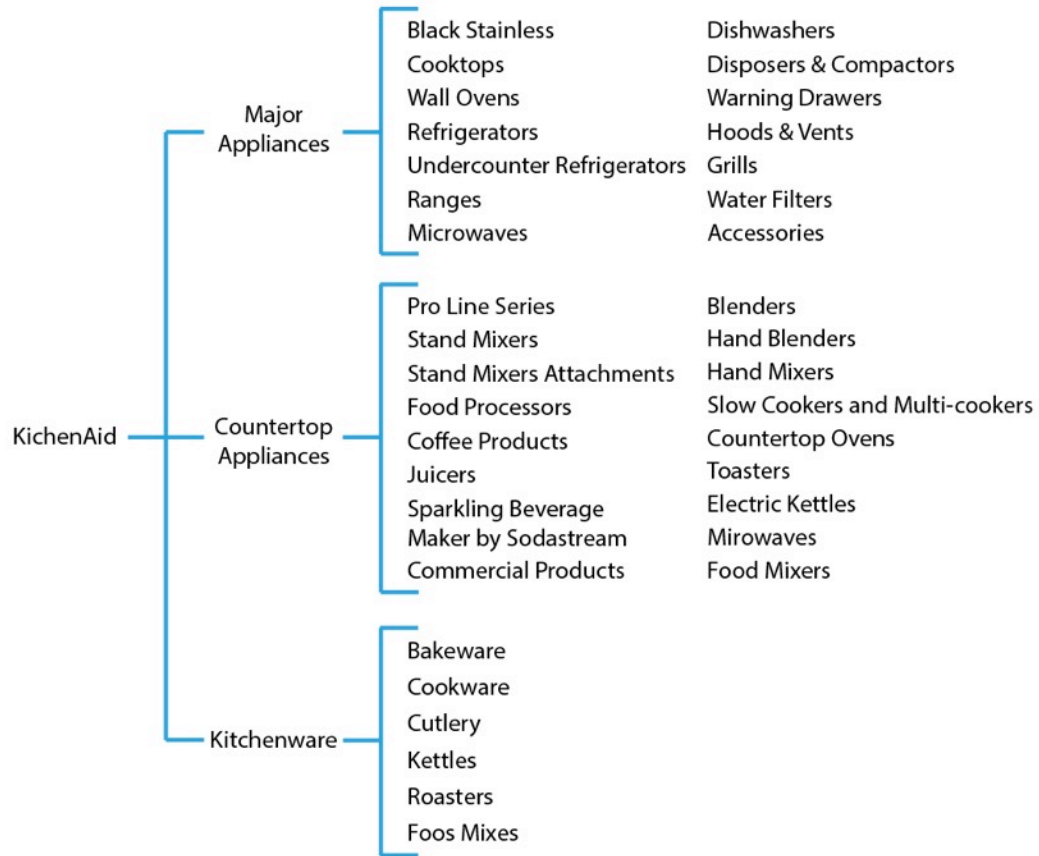 KichenAid
Major
Appliances
Black Stainless
Cooktops
Wall Ovens
Refrigerators
Undercounter Refrigerators
Ranges
Microwaves
Dishwashers
Disposers & Compactors
Warning Drawers
Hoods & Vents
Grills
Water Filters
Accessories
Countertop
Appliances
Pro Line Series
Stand Mixers
Stand Mixers Attachments
Food Processors
Coffee Products
Juicers
Sparkling Beverage
Maker by Sodastream
Commercial Products
Blenders
Hand Blenders
Hand Mixers
Slow Cookers and Multi-cookers
Countertop Ovens
Toasters
Electric Kettles
Mirowaves
Food Mixers
Kitchenware
Bakeware
Cookware
Cutlery
Kettles
Roasters
Foos Mixes